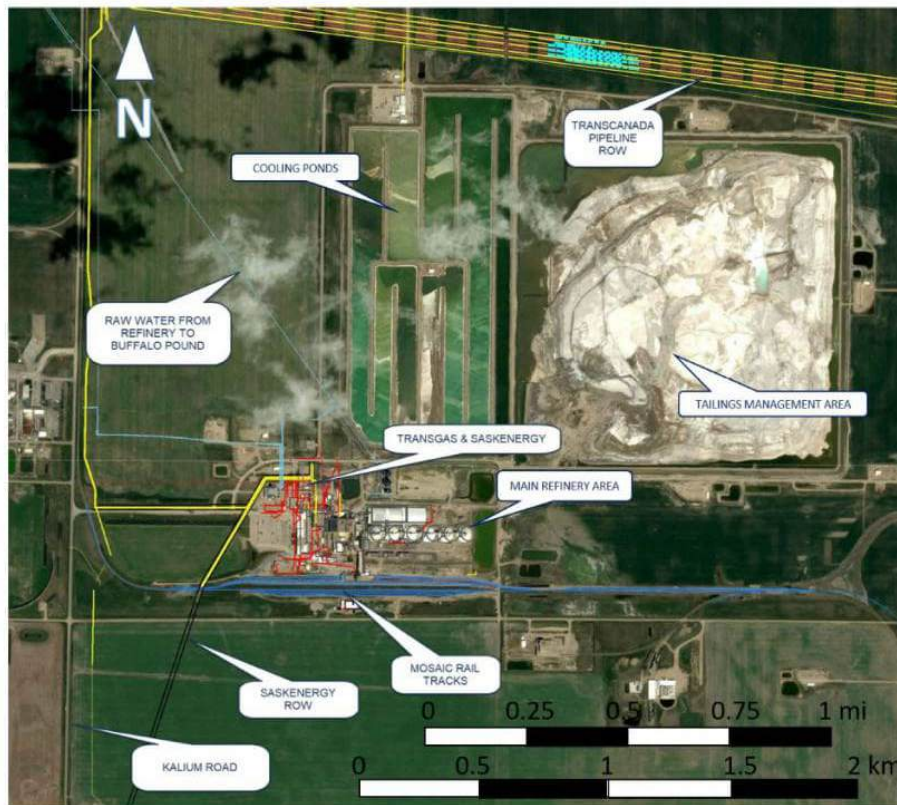 N
TRANSCANADA
PIPELINE
ROW
COOLING PONDS
RAW WATER FROM
REFINERY TO
BUFFALO POUND
TAILINGS MANAGEMENT AREA
TRANSGAS & SASKENERGY
MAIN REFINERY AREA
MOSAIC RAIL
TRACKS
SASKENERGY
ROW
KALIUM ROAD
0 0.25 0.5 0.75 1 mi
0 0.5 1 1.5 2 km